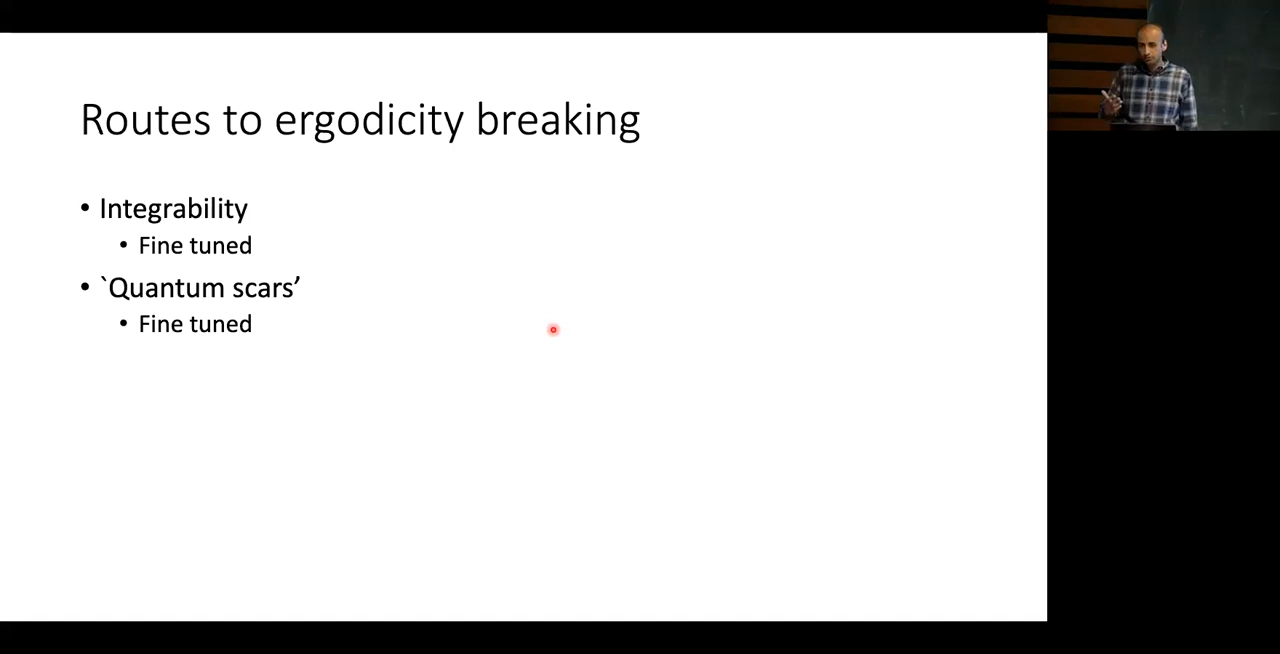 Routes to ergodicity breaking
• Integrability
• Fine tuned
• `Quantum scars’
• Fine tuned